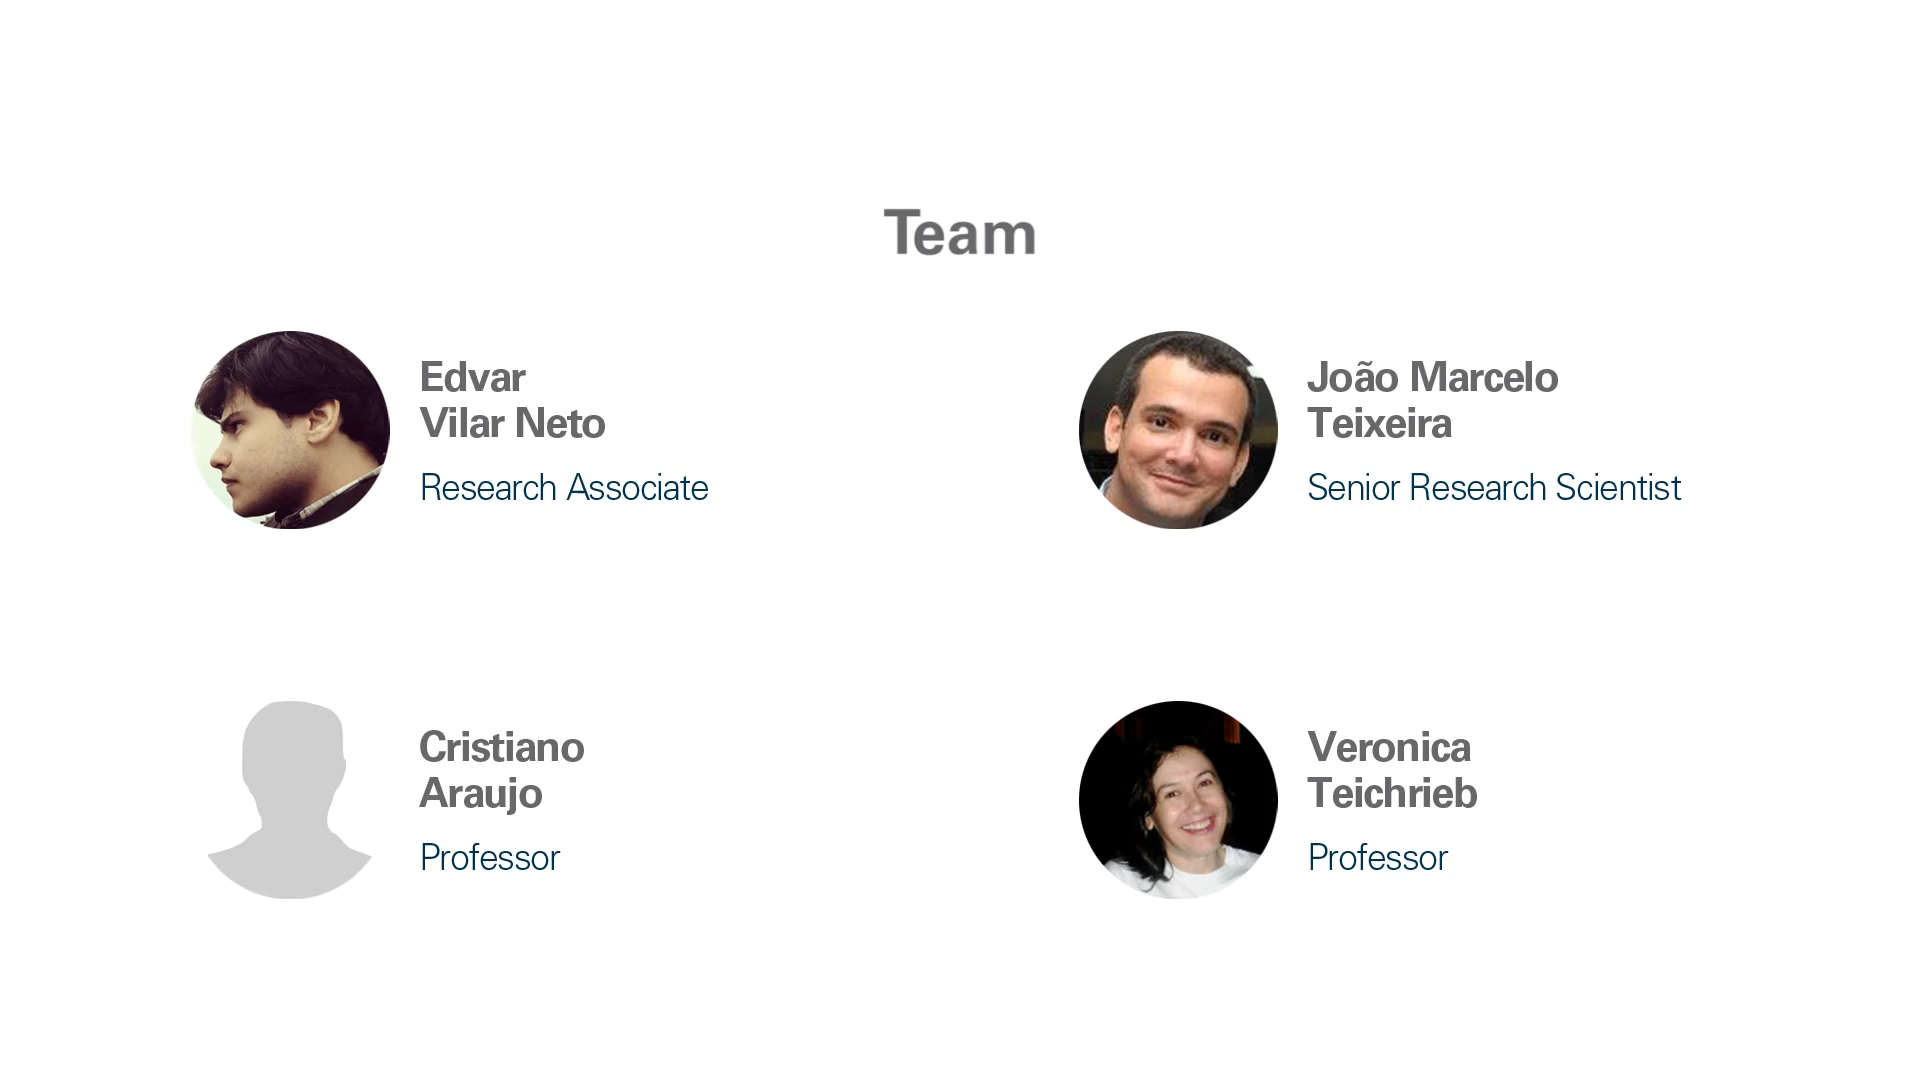 Team
Edvar
Vilar Neto
Research Associate
João Marcelo
Teixeira
Senior Research Scientist
Cristiano
Araujo
Professor
Veronica
Teichrieb
Professor